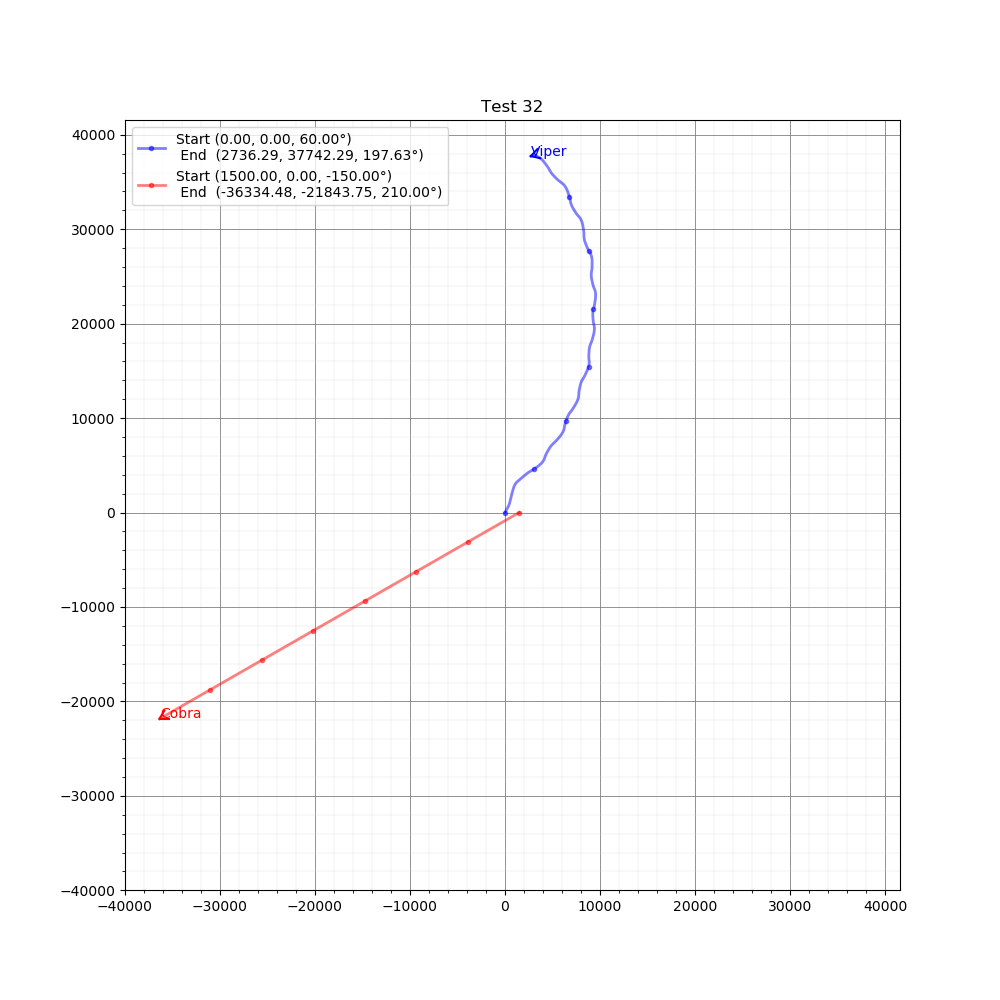 Test 32
Start (0.00, 0.00, 60.00°)
End (2736.29, 37742.29, 197.63°)
Start (1500.00, 0.00, -150.00°)
End (-36334.48, -21843.75, 210.00°)
Viper
Cobra
40000
30000
20000
10000
0
−10000
−20000
−30000
−40000
−40000 −30000 −20000 −10000 0 10000 20000 30000 40000